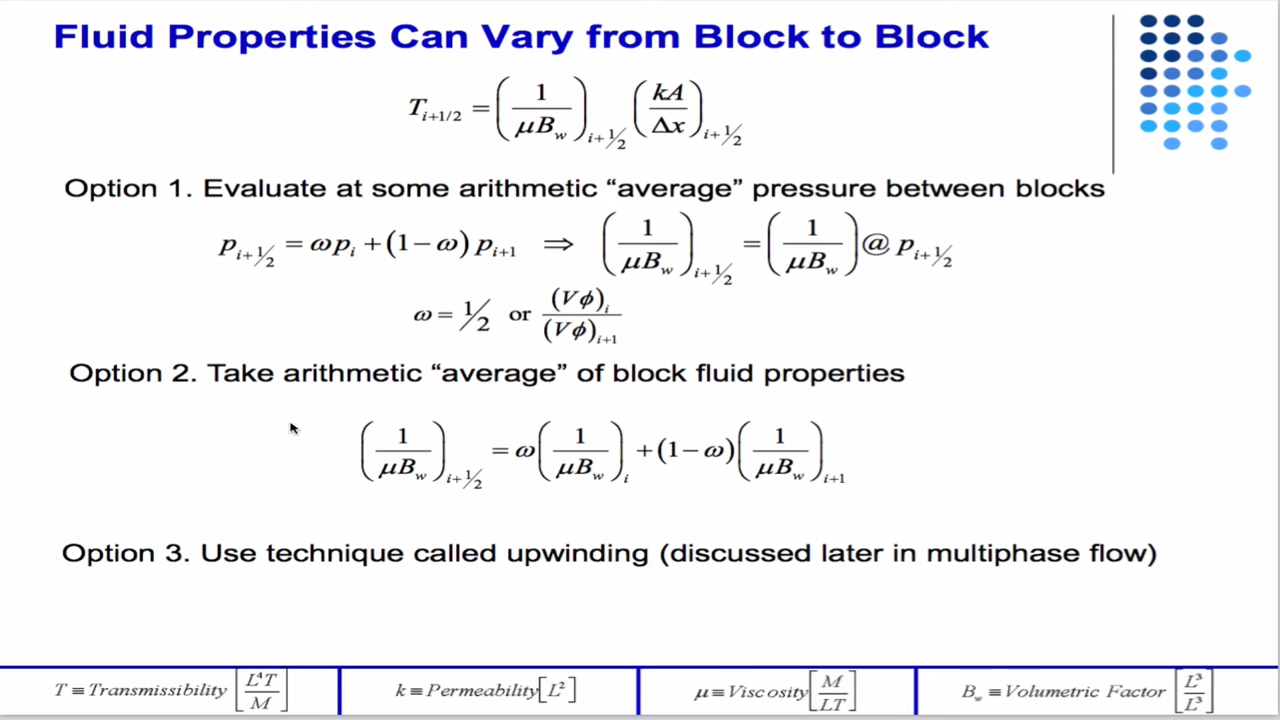 Fluid Properties Can Vary from Block to Block
T_{i+1/2} = (1/(μB_w))_{i+1/2} (kA/Δx)_{i+1/2}
Option 1. Evaluate at some arithmetic “average” pressure between blocks
p_{i+1/2} = ωp_i + (1−ω)p_{i+1} ⇒ (1/(μB_w))_{i+1/2} = (1/(μB_w)) @ p_{i+1/2}
ω = 1/2 or (Vϕ)_i/(Vϕ)_{i+1}
Option 2. Take arithmetic “average” of block fluid properties
(1/(μB_w))_{i+1/2} = ω(1/(μB_w))_i + (1−ω)(1/(μB_w))_{i+1}
Option 3. Use technique called upwinding (discussed later in multiphase flow)
T ≡ Transmissibility [L⁴T/M]
k ≡ Permeability [L²]
μ ≡ Viscosity [M/LT]
B_w ≡ Volumetric Factor [L³/L³]